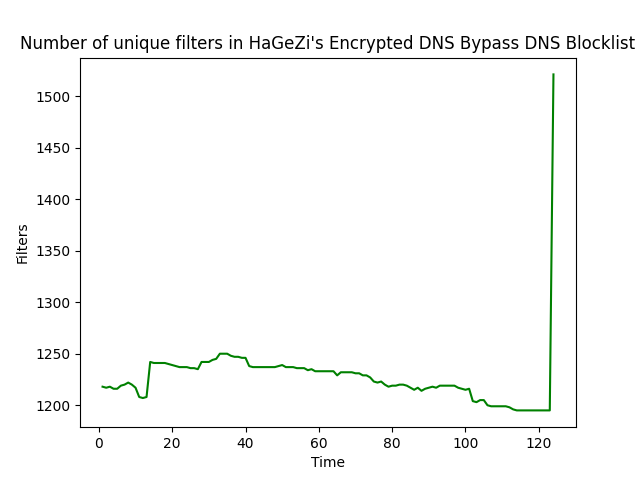 Number of unique filters in HaGeZi's Encrypted DNS Bypass DNS Blocklist
1500
1450
1400
1350
1300
1250
1200
Filters
0 20 40 60 80 100 120
Time